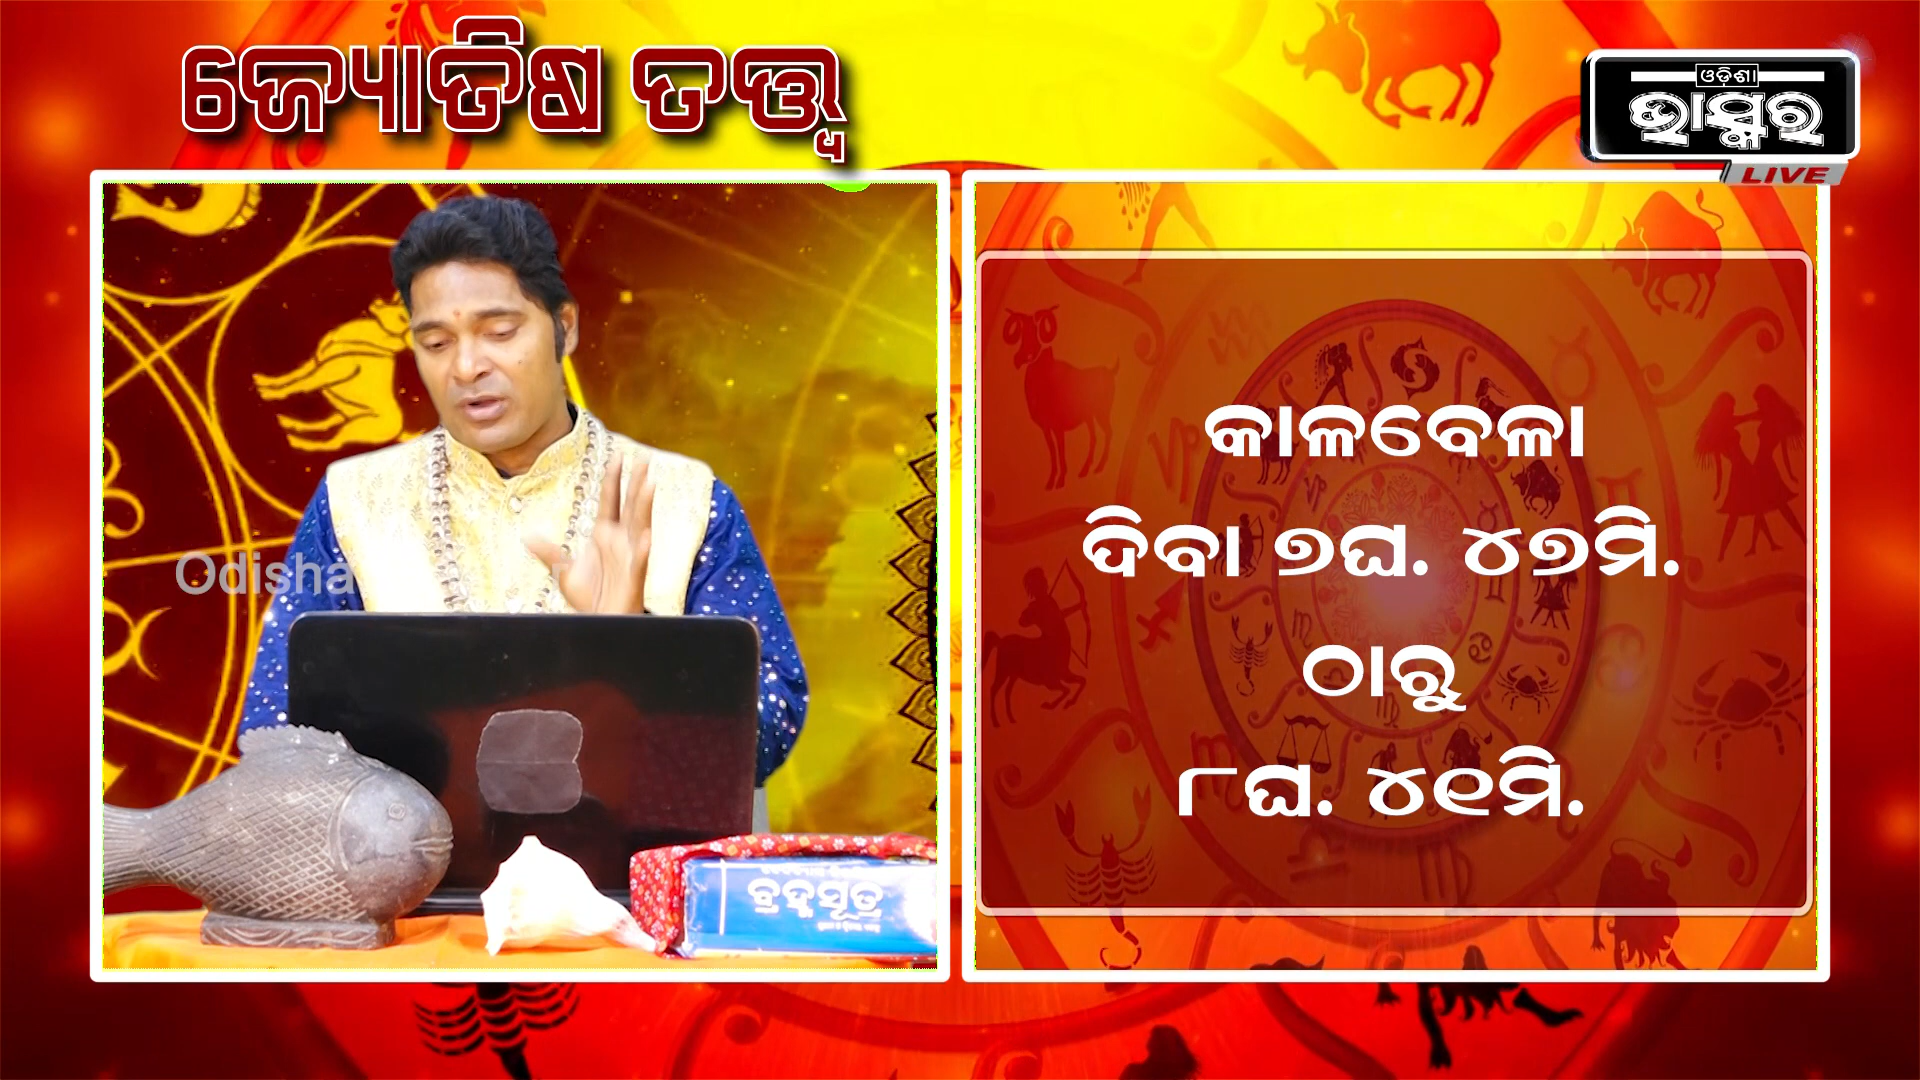 ଜ୍ୟୋତିଷ ତତ୍ତ୍ୱ
ଓଡ଼ିଶା
ଭାସ୍କର
LIVE
Odisha
କାଳବେଳା
ଦିବା ୭ଘ. ୪୭ମି.
ଠାରୁ
୮ଘ. ୪୧ମି.
ବ୍ରହ୍ମସୂତ୍ର